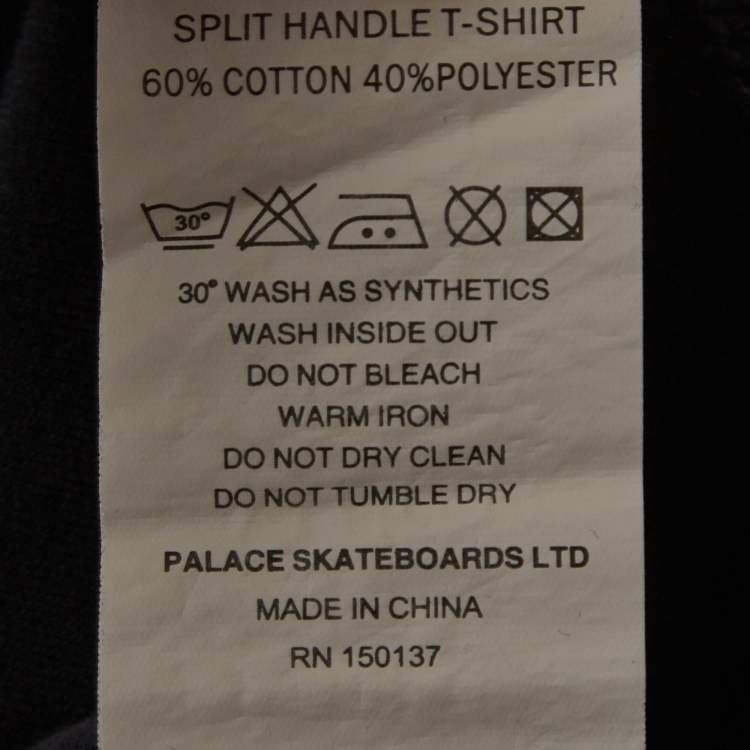 SPLIT HANDLE T-SHIRT
60% COTTON 40%POLYESTER
30°
30° WASH AS SYNTHETICS
WASH INSIDE OUT
DO NOT BLEACH
WARM IRON
DO NOT DRY CLEAN
DO NOT TUMBLE DRY
PALACE SKATEBOARDS LTD
MADE IN CHINA
RN 150137